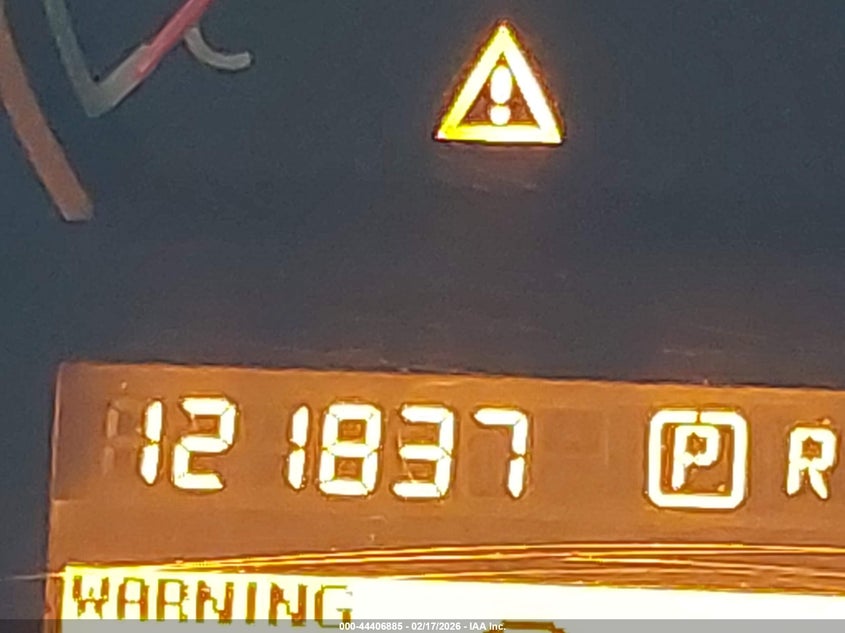 !
121837 P R
WARNING
000-44406885 - 02/17/2026 - IAA Inc.